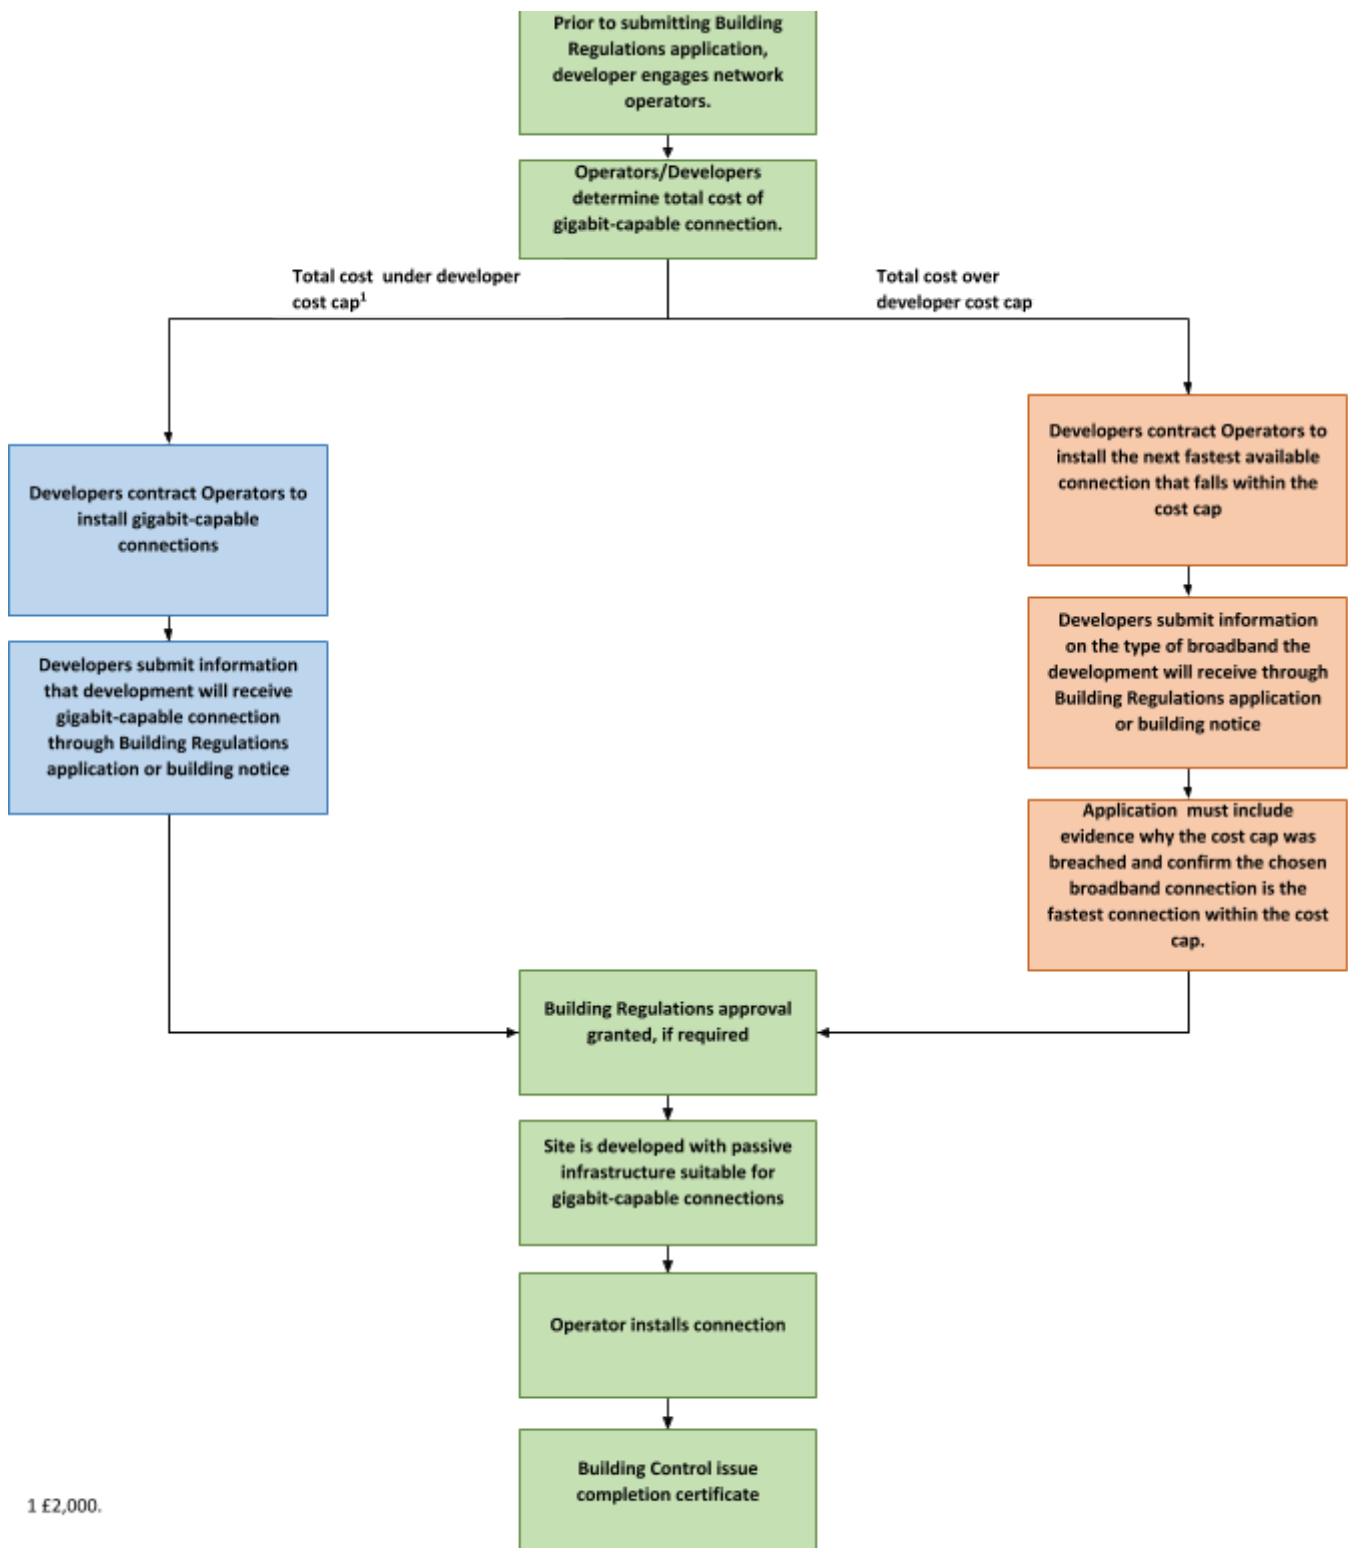 Prior to submitting Building
Regulations application,
developer engages network
operators.
Operators/Developers
determine total cost of
gigabit-capable connection.
Total cost under developer
cost cap¹
Total cost over
developer cost cap
Developers contract Operators to
install gigabit-capable
connections
Developers submit information
that development will receive
gigabit-capable connection
through Building Regulations
application or building notice
Developers contract Operators to
install the next fastest available
connection that falls within the
cost cap
Developers submit information
on the type of broadband the
development will receive through
Building Regulations application
or building notice
Application must include
evidence why the cost cap was
breached and confirm the chosen
broadband connection is the
fastest connection within the cost
cap.
Building Regulations approval
granted, if required
Site is developed with passive
infrastructure suitable for
gigabit-capable connections
Operator installs connection
Building Control issue
completion certificate
1 £2,000.